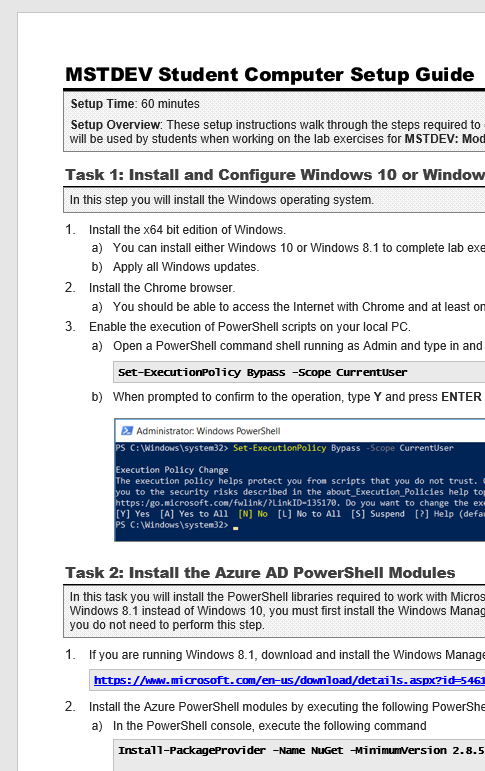 MSTDEV Student Computer Setup Guide
Setup Time: 60 minutes
Setup Overview: These setup instructions walk through the steps required to
will be used by students when working on the lab exercises for MSTDEV: Mod
Task 1: Install and Configure Windows 10 or Window
In this step you will install the Windows operating system.
1. Install the x64 bit edition of Windows.
a) You can install either Windows 10 or Windows 8.1 to complete lab exe
b) Apply all Windows updates.
2. Install the Chrome browser.
a) You should be able to access the Internet with Chrome and at least on
3. Enable the execution of PowerShell scripts on your local PC.
a) Open a PowerShell command shell running as Admin and type in and
Set-ExecutionPolicy Bypass -Scope CurrentUser
b) When prompted to confirm to the operation, type Y and press ENTER
Administrator: Windows PowerShell
PS C:\Windows\system32> Set-ExecutionPolicy Bypass -Scope CurrentUser
Execution Policy Change
The execution policy helps protect you from scripts that you do not trust. C
you to the security risks described in the about_Execution_Policies help top
https:/go.microsoft.com/fwlink/?LinkID=135170. Do you want to change the exe
[Y] Yes [A] Yes to All [N] No [L] No to All [S] Suspend [?] Help (defau
PS C:\Windows\system32>
Task 2: Install the Azure AD PowerShell Modules
In this task you will install the PowerShell libraries required to work with Micros
Windows 8.1 instead of Windows 10, you must first install the Windows Manag
you do not need to perform this step.
1. If you are running Windows 8.1, download and install the Windows Manage
https://www.microsoft.com/en-us/download/details.aspx?id=5461
2. Install the Azure PowerShell modules by executing the following PowerShe
a) In the PowerShell console, execute the following command
Install-PackageProvider -Name NuGet -MinimumVersion 2.8.5